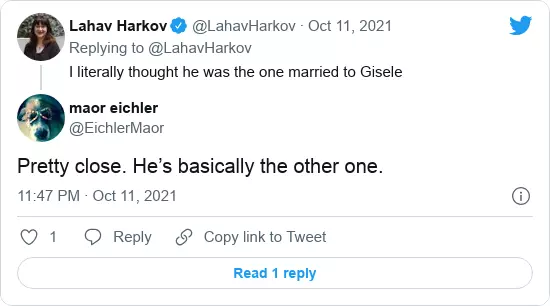 Lahav Harkov @LahavHarkov · Oct 11, 2021
Replying to @LahavHarkov
I literally thought he was the one married to Gisele
maor eichler
@EichlerMaor
Pretty close. He’s basically the other one.
11:47 PM · Oct 11, 2021
1 Reply Copy link to Tweet
Read 1 reply